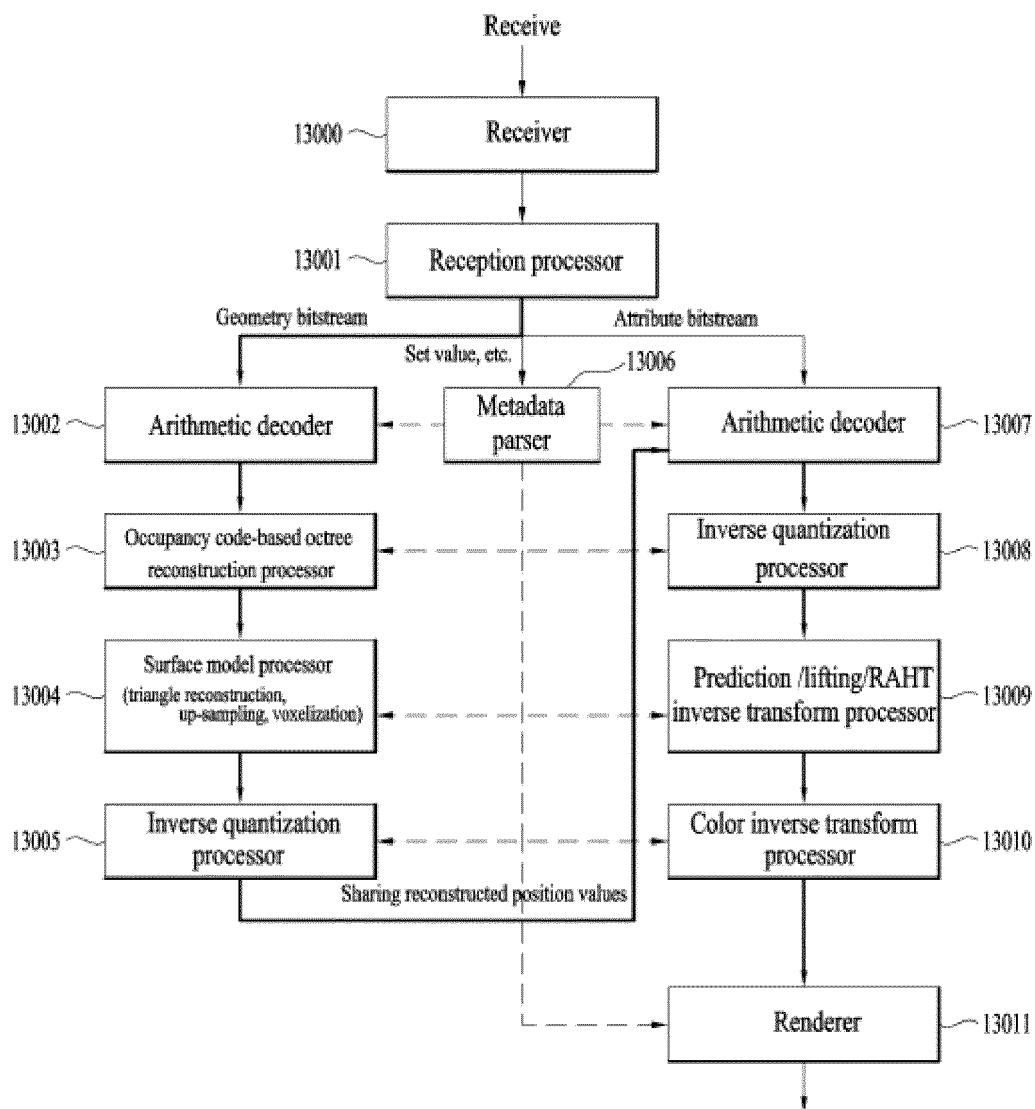 Receive
13000
Receiver
13001
Reception processor
Geometry bitstream
Attribute bitstream
Set value, etc.
13006
13002
Arithmetic decoder
Metadata
parser
Arithmetic decoder
13007
13003
Occupancy code-based octree
reconstruction processor
Inverse quantization
processor
13008
13004
Surface model processor
(triangle reconstruction,
up-sampling, voxelization)
Prediction /lifting/RAHT
inverse transform processor
13009
13005
Inverse quantization
processor
Color inverse transform
processor
13010
Sharing reconstructed position values
Renderer
13011